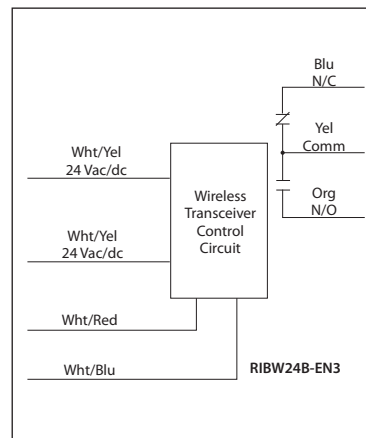 Blu
N/C
Yel
Comm
Org
N/O
Wht/Yel
24 Vac/dc
Wireless
Transceiver
Control
Circuit
Wht/Yel
24 Vac/dc
Wht/Red
Wht/Blu
RIBW24B-EN3